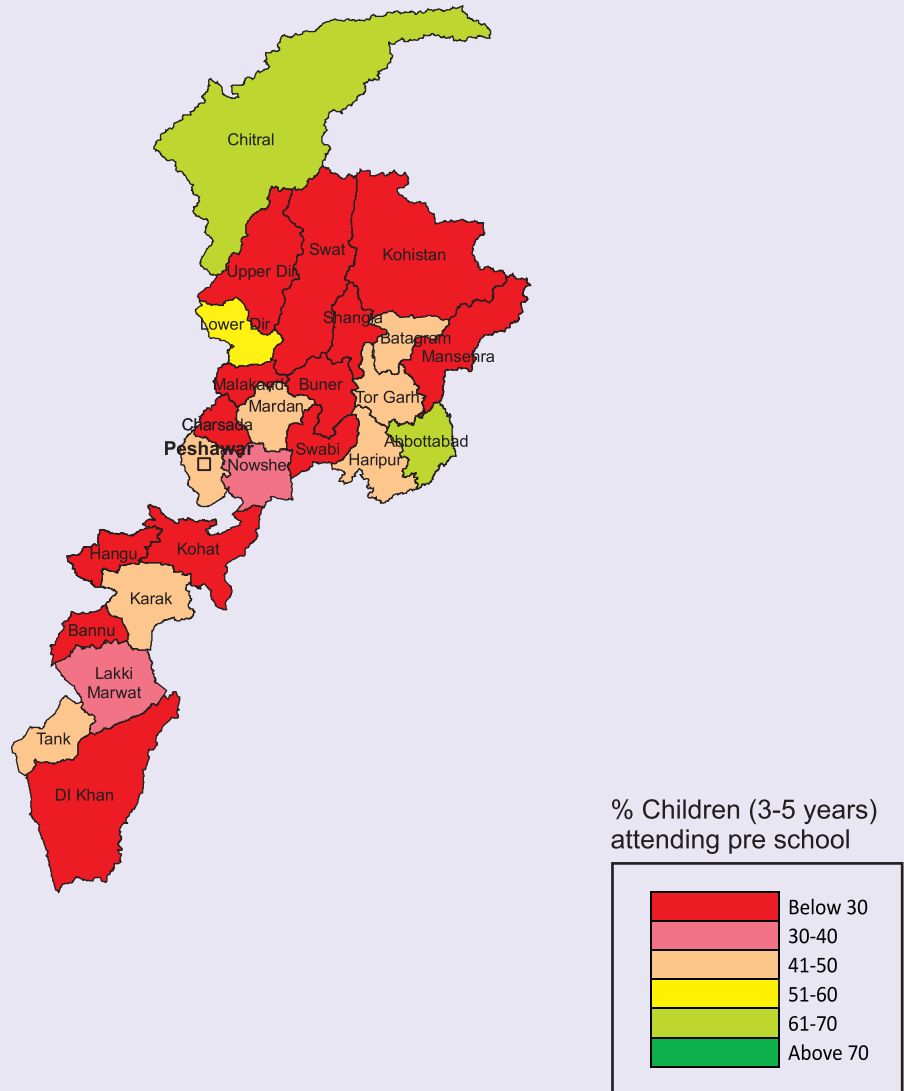 Chitral
Swat
Kohistan
Upper Dir
Shangla
Lower Dir
Batagram
Mansehra
Malakand
Buner
Tor Garh
Mardan
Charsada
Abbottabad
Peshawar
Swabi
Haripur
Nowshe
Kohat
Hangu
Karak
Bannu
Lakki
Marwat
Tank
DI Khan
% Children (3-5 years)
attending pre school
Below 30
30-40
41-50
51-60
61-70
Above 70